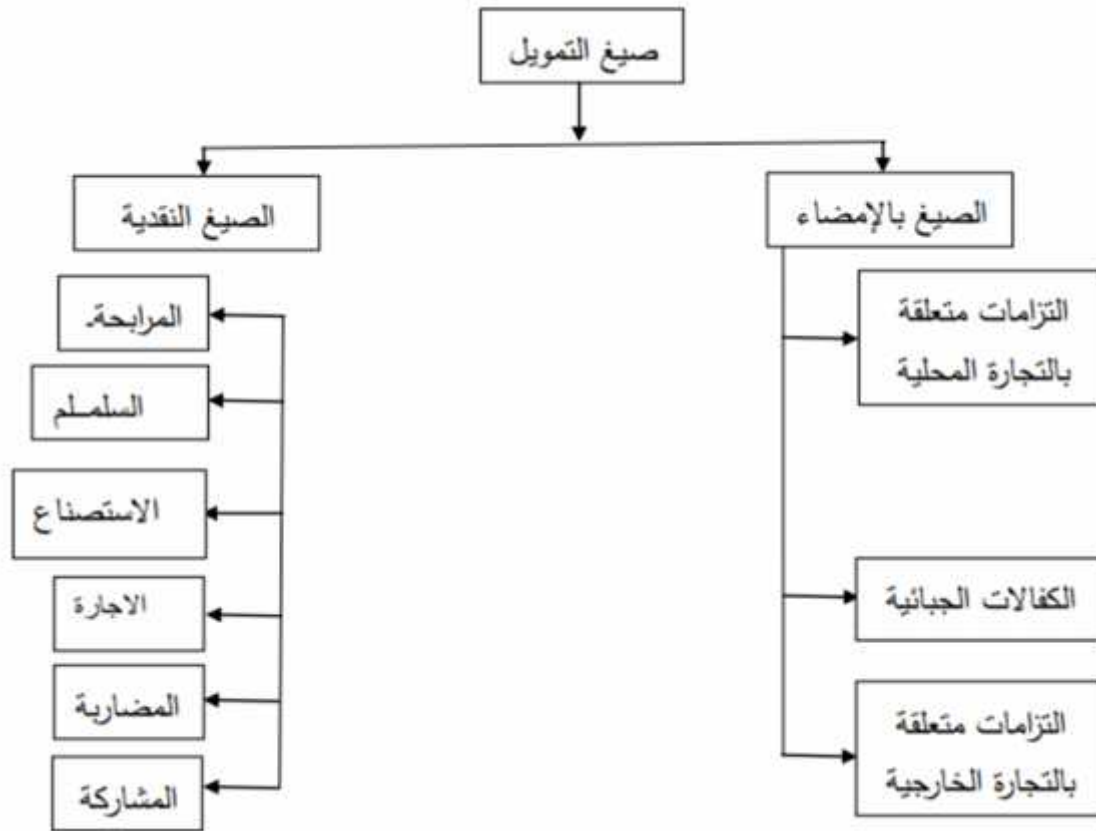 صيغ التمويل
الصيغ بالإمضاء
الصيغ النقدية
التزامات متعلقة
بالتجارة المحلية
الكفالات الجبائية
التزامات متعلقة
بالتجارة الخارجية
المرابحة-
السلمـلم
الاستصناع
الاجارة
المضاربة
المشاركة